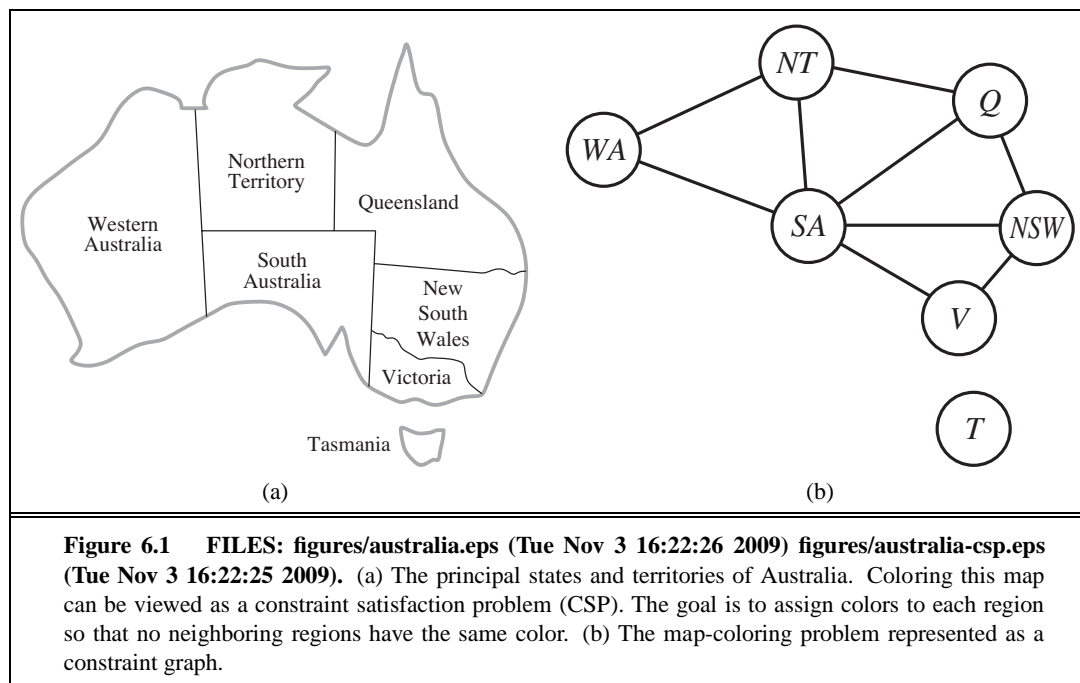 Western
Australia
Northern
Territory
Queensland
South
Australia
New
South
Wales
Victoria
Tasmania
(a)
NT
Q
WA
SA
NSW
V
T
(b)
Figure 6.1 FILES: figures/australia.eps (Tue Nov 3 16:22:26 2009) figures/australia-csp.eps
(Tue Nov 3 16:22:25 2009). (a) The principal states and territories of Australia. Coloring this map
can be viewed as a constraint satisfaction problem (CSP). The goal is to assign colors to each region
so that no neighboring regions have the same color. (b) The map-coloring problem represented as a
constraint graph.